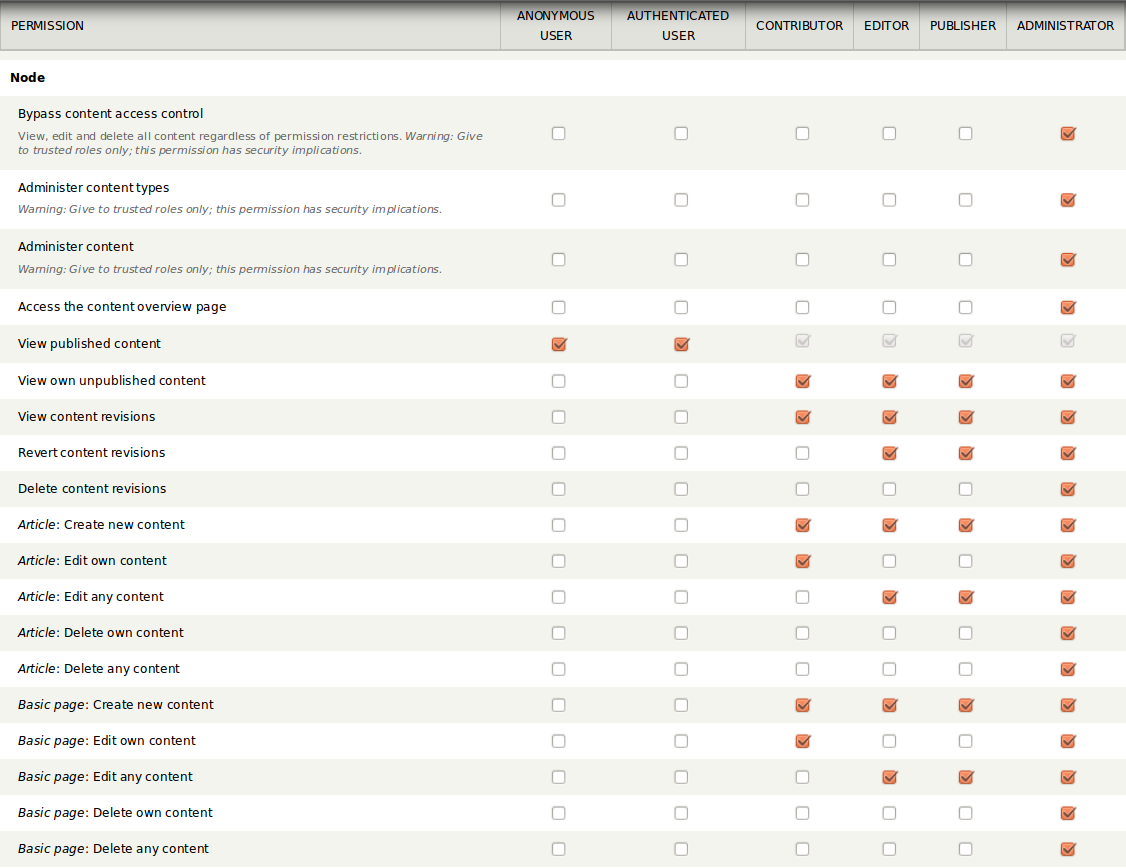 PERMISSION
ANONYMOUS
USER
AUTHENTICATED
USER
CONTRIBUTOR
EDITOR
PUBLISHER
ADMINISTRATOR
Node
Bypass content access control
View, edit and delete all content regardless of permission restrictions. Warning: Give
to trusted roles only; this permission has security implications.
Administer content types
Warning: Give to trusted roles only; this permission has security implications.
Administer content
Warning: Give to trusted roles only; this permission has security implications.
Access the content overview page
View published content
View own unpublished content
View content revisions
Revert content revisions
Delete content revisions
Article: Create new content
Article: Edit own content
Article: Edit any content
Article: Delete own content
Article: Delete any content
Basic page: Create new content
Basic page: Edit own content
Basic page: Edit any content
Basic page: Delete own content
Basic page: Delete any content